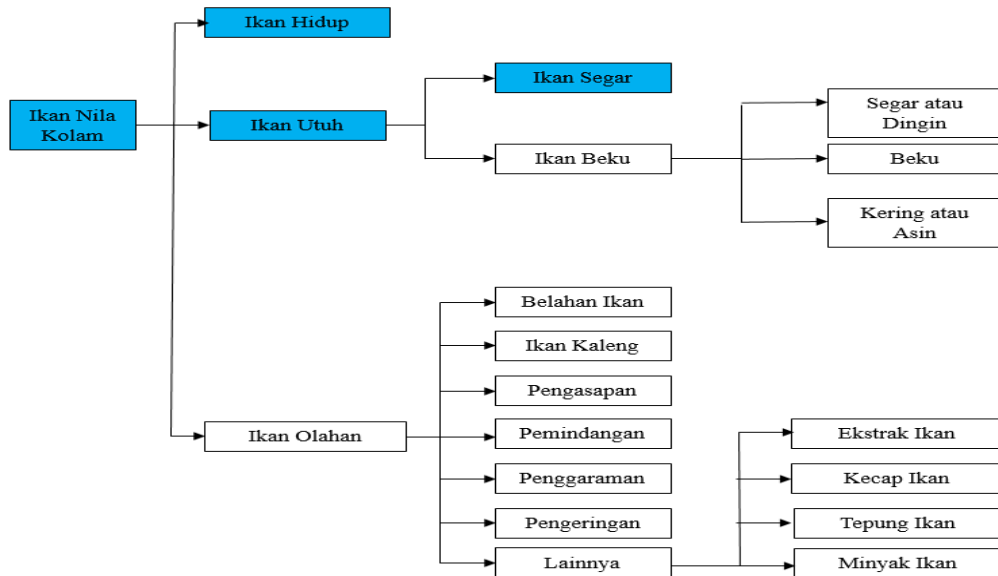 Ikan Hidup
Ikan Nila
Kolam
Ikan Utuh
Ikan Segar
Ikan Beku
Segar atau
Dingin
Beku
Kering atau
Asin
Ikan Olahan
Belahan Ikan
Ikan Kaleng
Pengasapan
Pemindangan
Penggaraman
Pengeringan
Lainnya
Ekstrak Ikan
Kecap Ikan
Tepung Ikan
Minyak Ikan